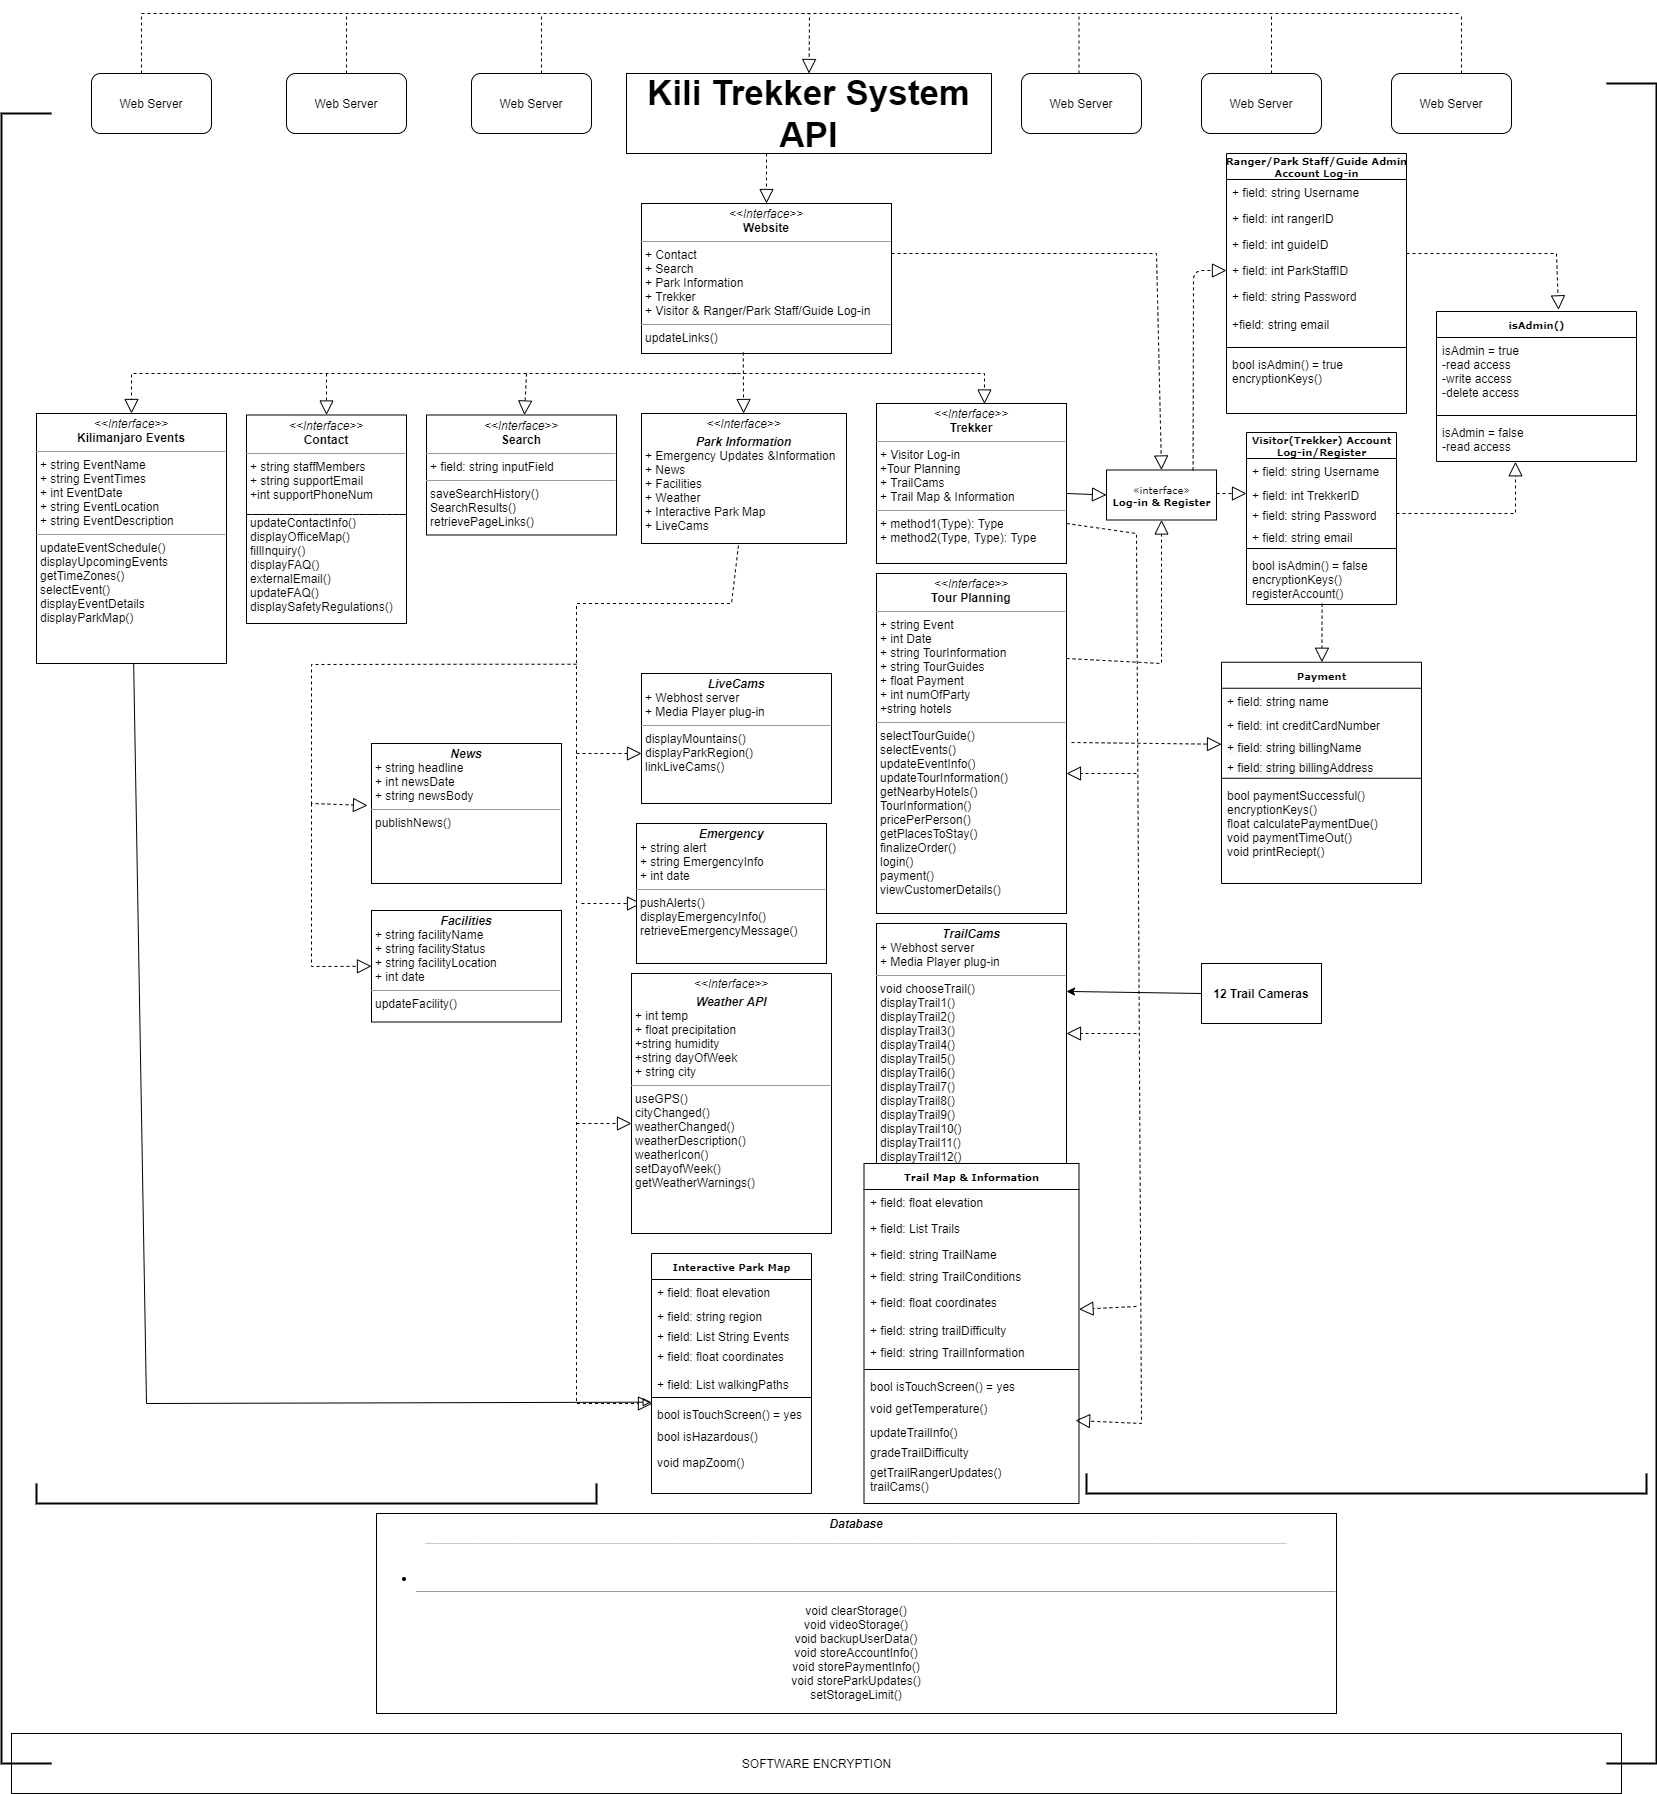 Web Server
Web Server
Web Server
Kili Trekker System
API
Web Server
Web Server
Web Server
Ranger/Park Staff/Guide Admin
Account Log-in
+ field: string Username
+ field: int rangerID
+ field: int guideID
+ field: int ParkStaffID
+ field: string Password
+field: string email
bool isAdmin() = true
encryptionKeys()
<<Interface>>
Website
+ Contact
+ Search
+ Park Information
+ Trekker
+ Visitor & Ranger/Park Staff/Guide Log-in
updateLinks()
isAdmin()
isAdmin = true
-read access
-write access
-delete access
isAdmin = false
-read access
<<Interface>>
Kilimanjaro Events
+ string EventName
+ string EventTimes
+ int EventDate
+ string EventLocation
+ string EventDescription
updateEventSchedule()
displayUpcomingEvents
getTimeZones()
selectEvent()
displayEventDetails
displayParkMap()
<<Interface>>
Contact
+ string staffMembers
+ string supportEmail
+int supportPhoneNum
updateContactInfo()
displayOfficeMap()
fillInquiry()
displayFAQ()
externalEmail()
updateFAQ()
displaySafetyRegulations()
<<Interface>>
Search
+ field: string inputField
saveSearchHistory()
SearchResults()
retrievePageLinks()
<<Interface>>
Park Information
+ Emergency Updates &Information
+ News
+ Facilities
+ Weather
+ Interactive Park Map
+ LiveCams
<<Interface>>
Trekker
+ Visitor Log-in
+Tour Planning
+ TrailCams
+ Trail Map & Information
+ method1(Type): Type
+ method2(Type, Type): Type
«interface»
Log-in & Register
Visitor(Trekker) Account
Log-in/Register
+ field: string Username
+ field: int TrekkerID
+ field: string Password
+ field: string email
bool isAdmin() = false
encryptionKeys()
registerAccount()
<<Interface>>
Tour Planning
+ string Event
+ int Date
+ string TourInformation
+ string TourGuides
+ float Payment
+ int numOfParty
+string hotels
selectTourGuide()
selectEvents()
updateEventInfo()
updateTourInformation()
getNearbyHotels()
TourInformation()
pricePerPerson()
getPlacesToStay()
finalizeOrder()
login()
payment()
viewCustomerDetails()
Payment
+ field: string name
+ field: int creditCardNumber
+ field: string billingName
+ field: string billingAddress
bool paymentSuccessful()
encryptionKeys()
float calculatePaymentDue()
void paymentTimeOut()
void printReciept()
LiveCams
+ Webhost server
+ Media Player plug-in
displayMountains()
displayParkRegion()
linkLiveCams()
News
+ string headline
+ int newsDate
+ string newsBody
publishNews()
Emergency
+ string alert
+ string EmergencyInfo
+ int date
pushAlerts()
displayEmergencyInfo()
retrieveEmergencyMessage()
Facilities
+ string facilityName
+ string facilityStatus
+ string facilityLocation
+ int date
updateFacility()
TrailCams
+ Webhost server
+ Media Player plug-in
void chooseTrail()
displayTrail1()
displayTrail2()
displayTrail3()
displayTrail4()
displayTrail5()
displayTrail6()
displayTrail7()
displayTrail8()
displayTrail9()
displayTrail10()
displayTrail11()
displayTrail12()
12 Trail Cameras
<<Interface>>
Weather API
+ int temp
+ float precipitation
+string humidity
+string dayOfWeek
+ string city
useGPS()
cityChanged()
weatherChanged()
weatherDescription()
weatherIcon()
setDayofWeek()
getWeatherWarnings()
Trail Map & Information
+ field: float elevation
+ field: List Trails
+ field: string TrailName
+ field: string TrailConditions
+ field: float coordinates
+ field: string trailDifficulty
+ field: string TrailInformation
bool isTouchScreen() = yes
void getTemperature()
updateTrailInfo()
gradeTrailDifficulty
getTrailRangerUpdates()
trailCams()
Interactive Park Map
+ field: float elevation
+ field: string region
+ field: List String Events
+ field: float coordinates
+ field: List walkingPaths
bool isTouchScreen() = yes
bool isHazardous()
void mapZoom()
Database
void clearStorage()
void videoStorage()
void backupUserData()
void storeAccountInfo()
void storePaymentInfo()
void storeParkUpdates()
setStorageLimit()
SOFTWARE ENCRYPTION